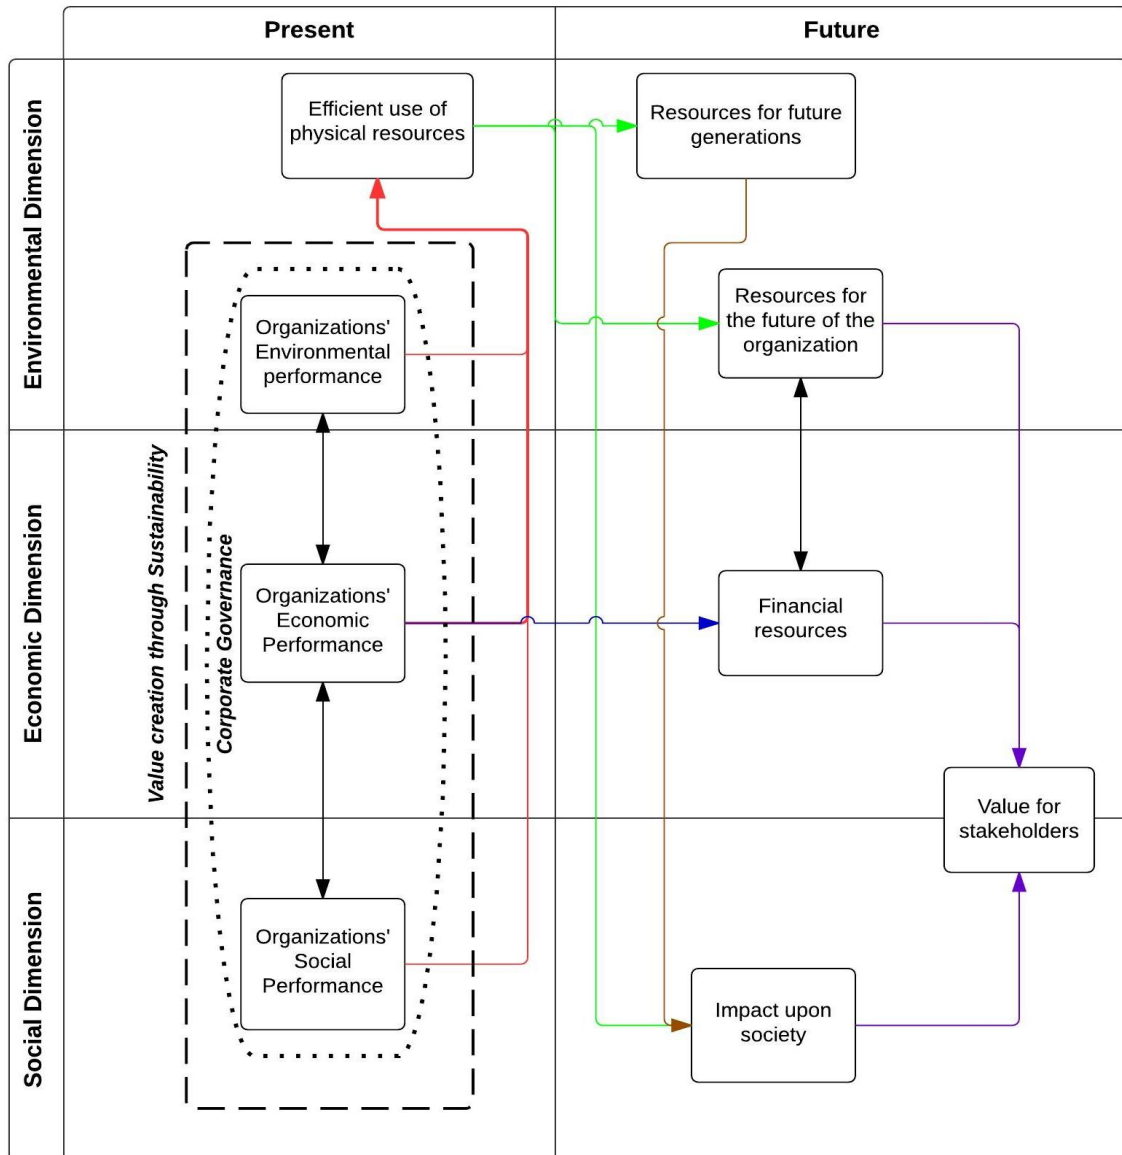 Present
Future
Environmental Dimension
Efficient use of
physical resources
Resources for future
generations
Organizations'
Environmental
performance
Resources for
the future of the
organization
Economic Dimension
Value creation through Sustainability
Corporate Governance
Organizations'
Economic
Performance
Financial
resources
Value for
stakeholders
Social Dimension
Organizations'
Social
Performance
Impact upon
society